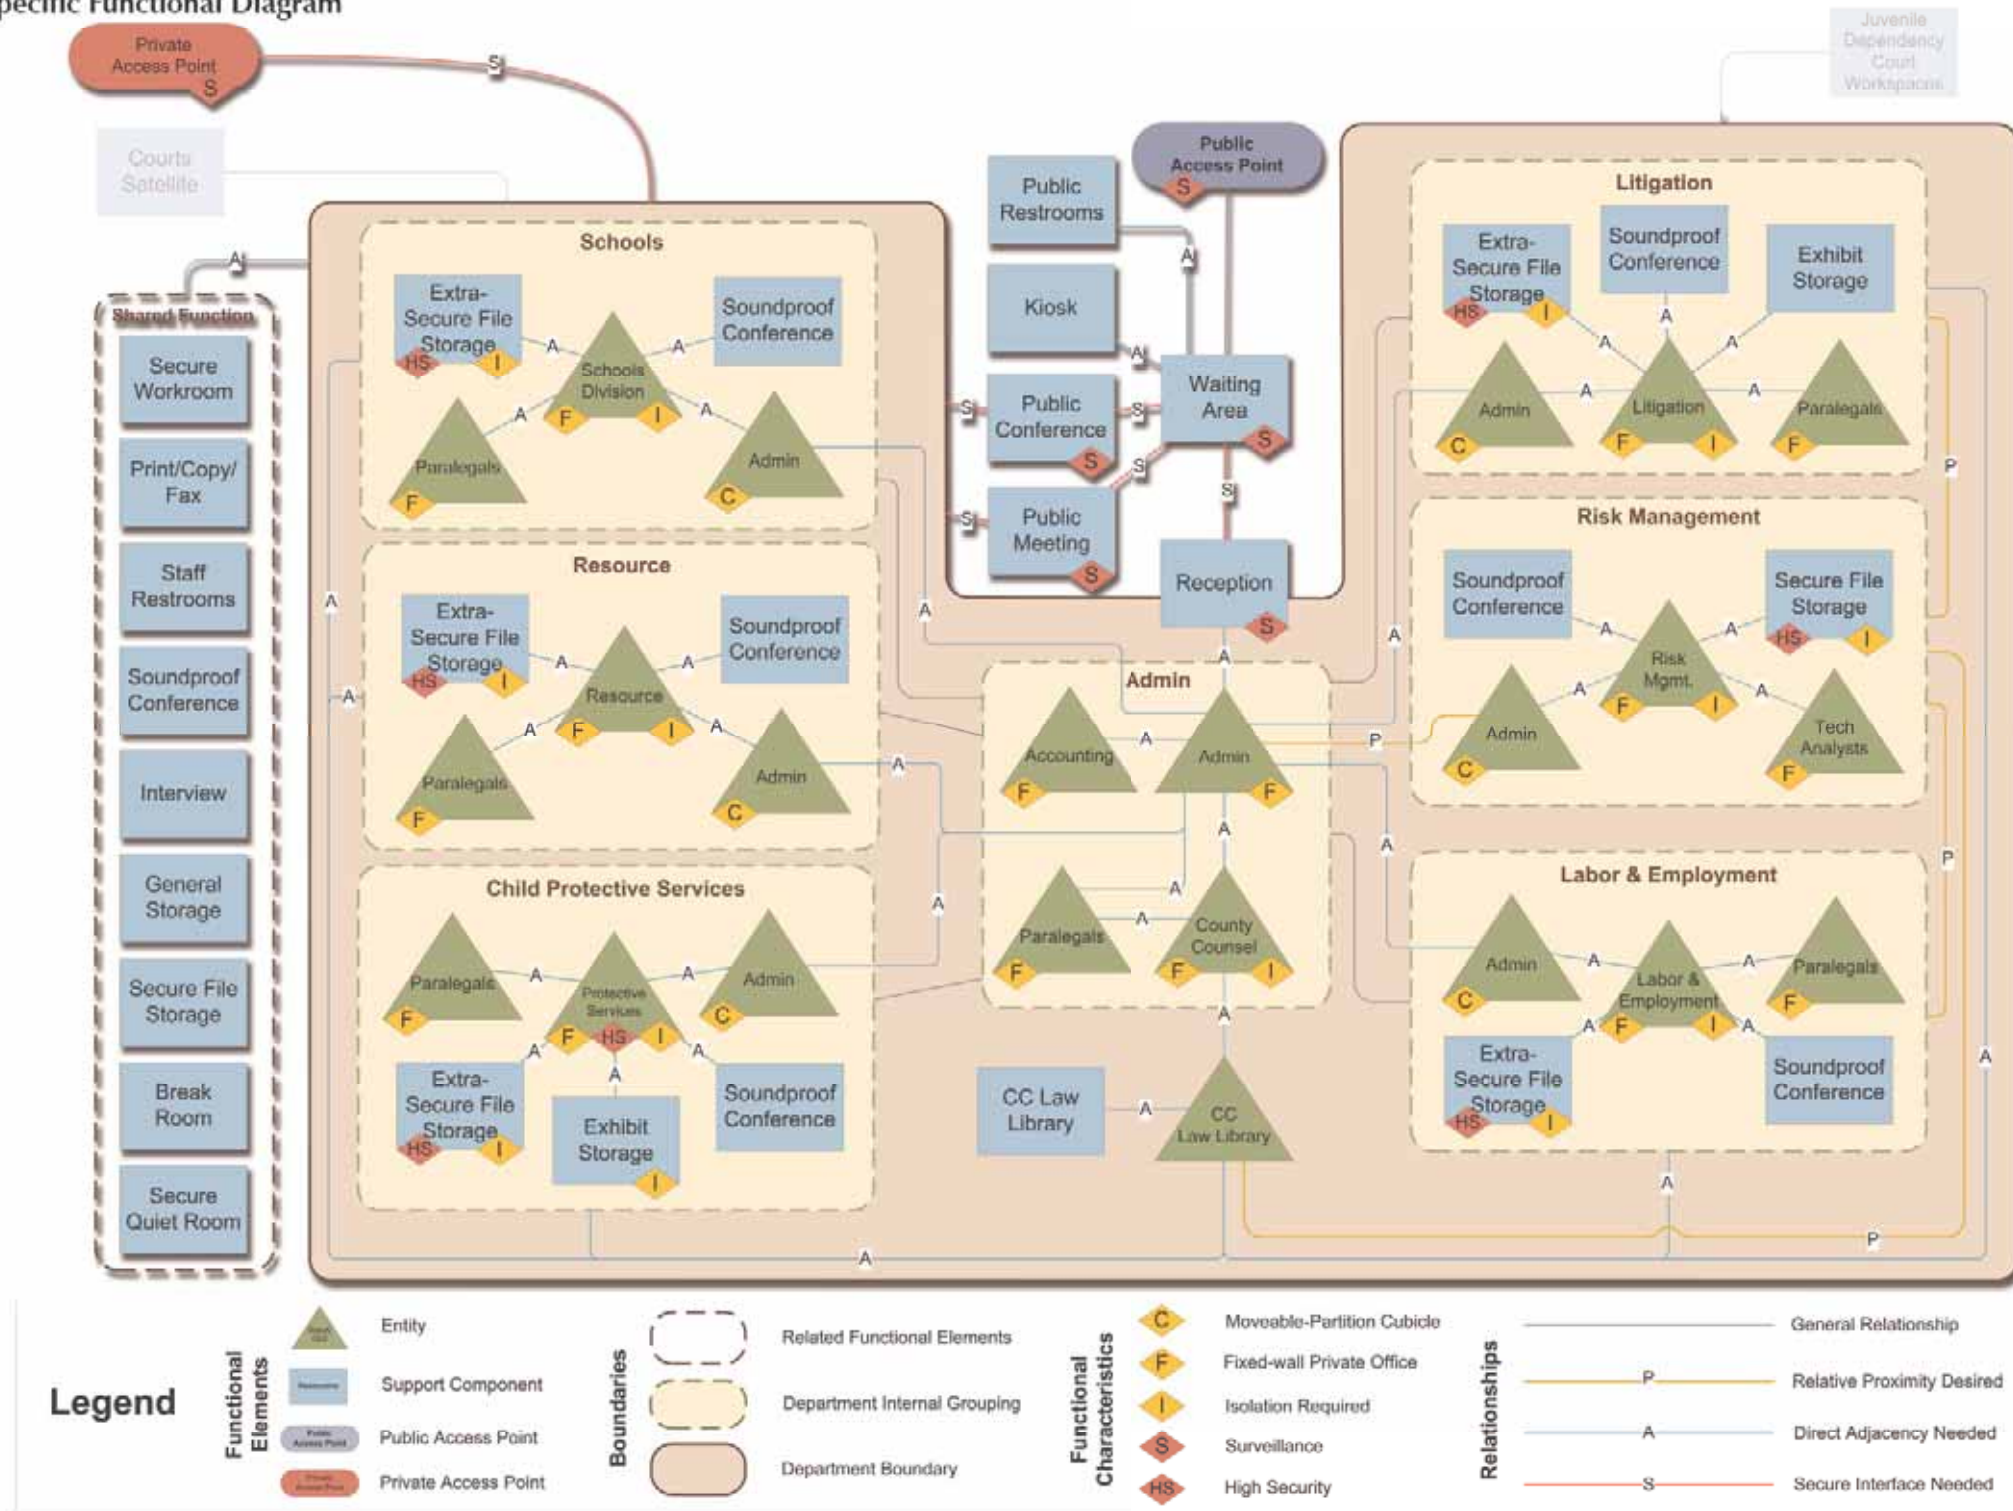 pecific Functional Diagram
Private
Access Point
S
S
Courts
Satellite
Juvenile
Dependency
Court
Workspaces
A
Shared Function
Secure
Workroom
Print/Copy/
Fax
Staff
Restrooms
Soundproof
Conference
Interview
General
Storage
Secure File
Storage
Break
Room
Secure
Quiet Room
Schools
Extra-
Secure File
Storage
HS
I
Soundproof
Conference
A
A
Schools
Division
F
I
A
A
Paralegals
F
Admin
C
Resource
Extra-
Secure File
Storage
HS
I
Soundproof
Conference
A
A
Resource
F
I
A
A
Paralegals
F
Admin
C
Child Protective Services
Paralegals
F
A
Protective
Services
F
HS
I
A
Admin
C
A
A
A
Extra-
Secure File
Storage
HS
I
Exhibit
Storage
I
Soundproof
Conference
A
A
A
A
A
A
Public
Access Point
S
Public
Restrooms
A
Kiosk
A
Waiting
Area
S
S
Public
Conference
S
S
S
Public
Meeting
S
S
S
Reception
S
A
Admin
Accounting
F
A
Admin
F
A
A
Paralegals
F
A
County
Counsel
F
I
A
CC Law
Library
A
CC
Law Library
A
P
A
Litigation
Extra-
Secure File
Storage
HS
I
Soundproof
Conference
Exhibit
Storage
A
A
A
Admin
C
A
Litigation
F
I
A
Paralegals
F
P
Risk Management
Soundproof
Conference
Secure File
Storage
HS
I
A
A
Risk
Mgmt.
F
I
A
A
Admin
C
Tech
Analysts
F
P
Labor & Employment
Admin
C
A
Labor &
Employment
F
I
A
Paralegals
F
A
A
Extra-
Secure File
Storage
HS
I
Soundproof
Conference
A
A
P
Legend
Functional
Elements
Entity
Support Component
Public
Access Point
Public Access Point
Private Access Point
Boundaries
Related Functional Elements
Department Internal Grouping
Department Boundary
Functional
Characteristics
C
Moveable-Partition Cubicle
F
Fixed-wall Private Office
I
Isolation Required
S
Surveillance
HS
High Security
Relationships
General Relationship
P
Relative Proximity Desired
A
Direct Adjacency Needed
S
Secure Interface Needed